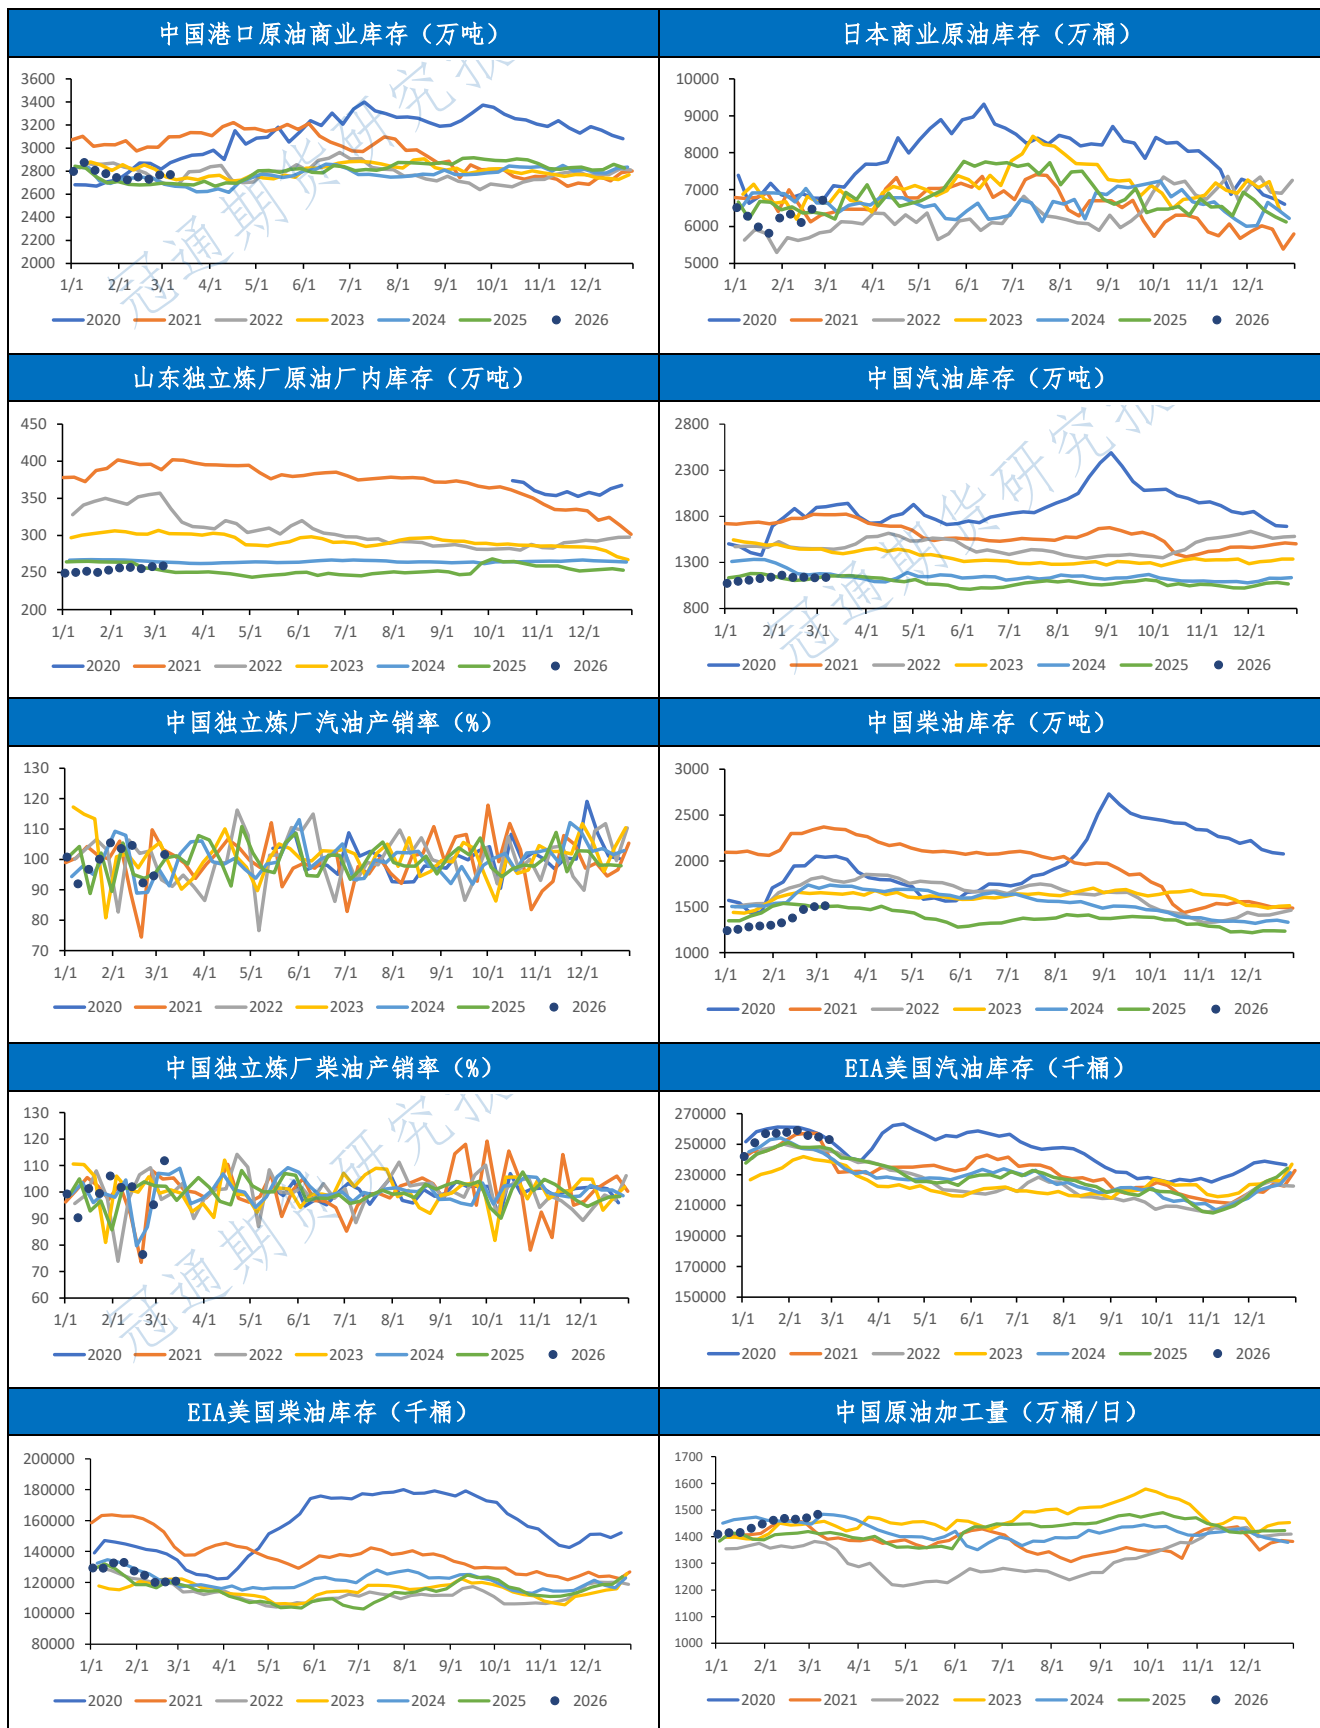 中国港口原油商业库存（万吨）
3600
3400
3200
3000
2800
2600
2400
2200
2000
1/1 2/1 3/1 4/1 5/1 6/1 7/1 8/1 9/1 10/1 11/1 12/1
2020 2021 2022 2023 2024 2025 2026
日本商业原油库存（万桶）
10000
9000
8000
7000
6000
5000
1/1 2/1 3/1 4/1 5/1 6/1 7/1 8/1 9/1 10/1 11/1 12/1
2020 2021 2022 2023 2024 2025 2026
冠通期货研究报
山东独立炼厂原油厂内库存（万吨）
450
400
350
300
250
200
1/1 2/1 3/1 4/1 5/1 6/1 7/1 8/1 9/1 10/1 11/1 12/1
2020 2021 2022 2023 2024 2025 2026
中国汽油库存（万吨）
2800
2300
1800
1300
800
1/1 2/1 3/1 4/1 5/1 6/1 7/1 8/1 9/1 10/1 11/1 12/1
2020 2021 2022 2023 2024 2025 2026
冠通期货研究报
中国独立炼厂汽油产销率（%）
130
120
110
100
90
80
70
1/1 2/1 3/1 4/1 5/1 6/1 7/1 8/1 9/1 10/1 11/1 12/1
2020 2021 2022 2023 2024 2025 2026
中国柴油库存（万吨）
3000
2500
2000
1500
1000
1/1 2/1 3/1 4/1 5/1 6/1 7/1 8/1 9/1 10/1 11/1 12/1
2020 2021 2022 2023 2024 2025 2026
中国独立炼厂柴油产销率（%）
130
120
110
100
90
80
70
60
1/1 2/1 3/1 4/1 5/1 6/1 7/1 8/1 9/1 10/1 11/1 12/1
2020 2021 2022 2023 2024 2025 2026
冠通期货研究报
EIA美国汽油库存（千桶）
270000
250000
230000
210000
190000
170000
150000
1/1 2/1 3/1 4/1 5/1 6/1 7/1 8/1 9/1 10/1 11/1 12/1
2020 2021 2022 2023 2024 2025 2026
EIA美国柴油库存（千桶）
200000
180000
160000
140000
120000
100000
80000
1/1 2/1 3/1 4/1 5/1 6/1 7/1 8/1 9/1 10/1 11/1 12/1
2020 2021 2022 2023 2024 2025 2026
中国原油加工量（万桶/日）
1700
1600
1500
1400
1300
1200
1100
1000
1/1 2/1 3/1 4/1 5/1 6/1 7/1 8/1 9/1 10/1 11/1 12/1
2020 2021 2022 2023 2024 2025 2026